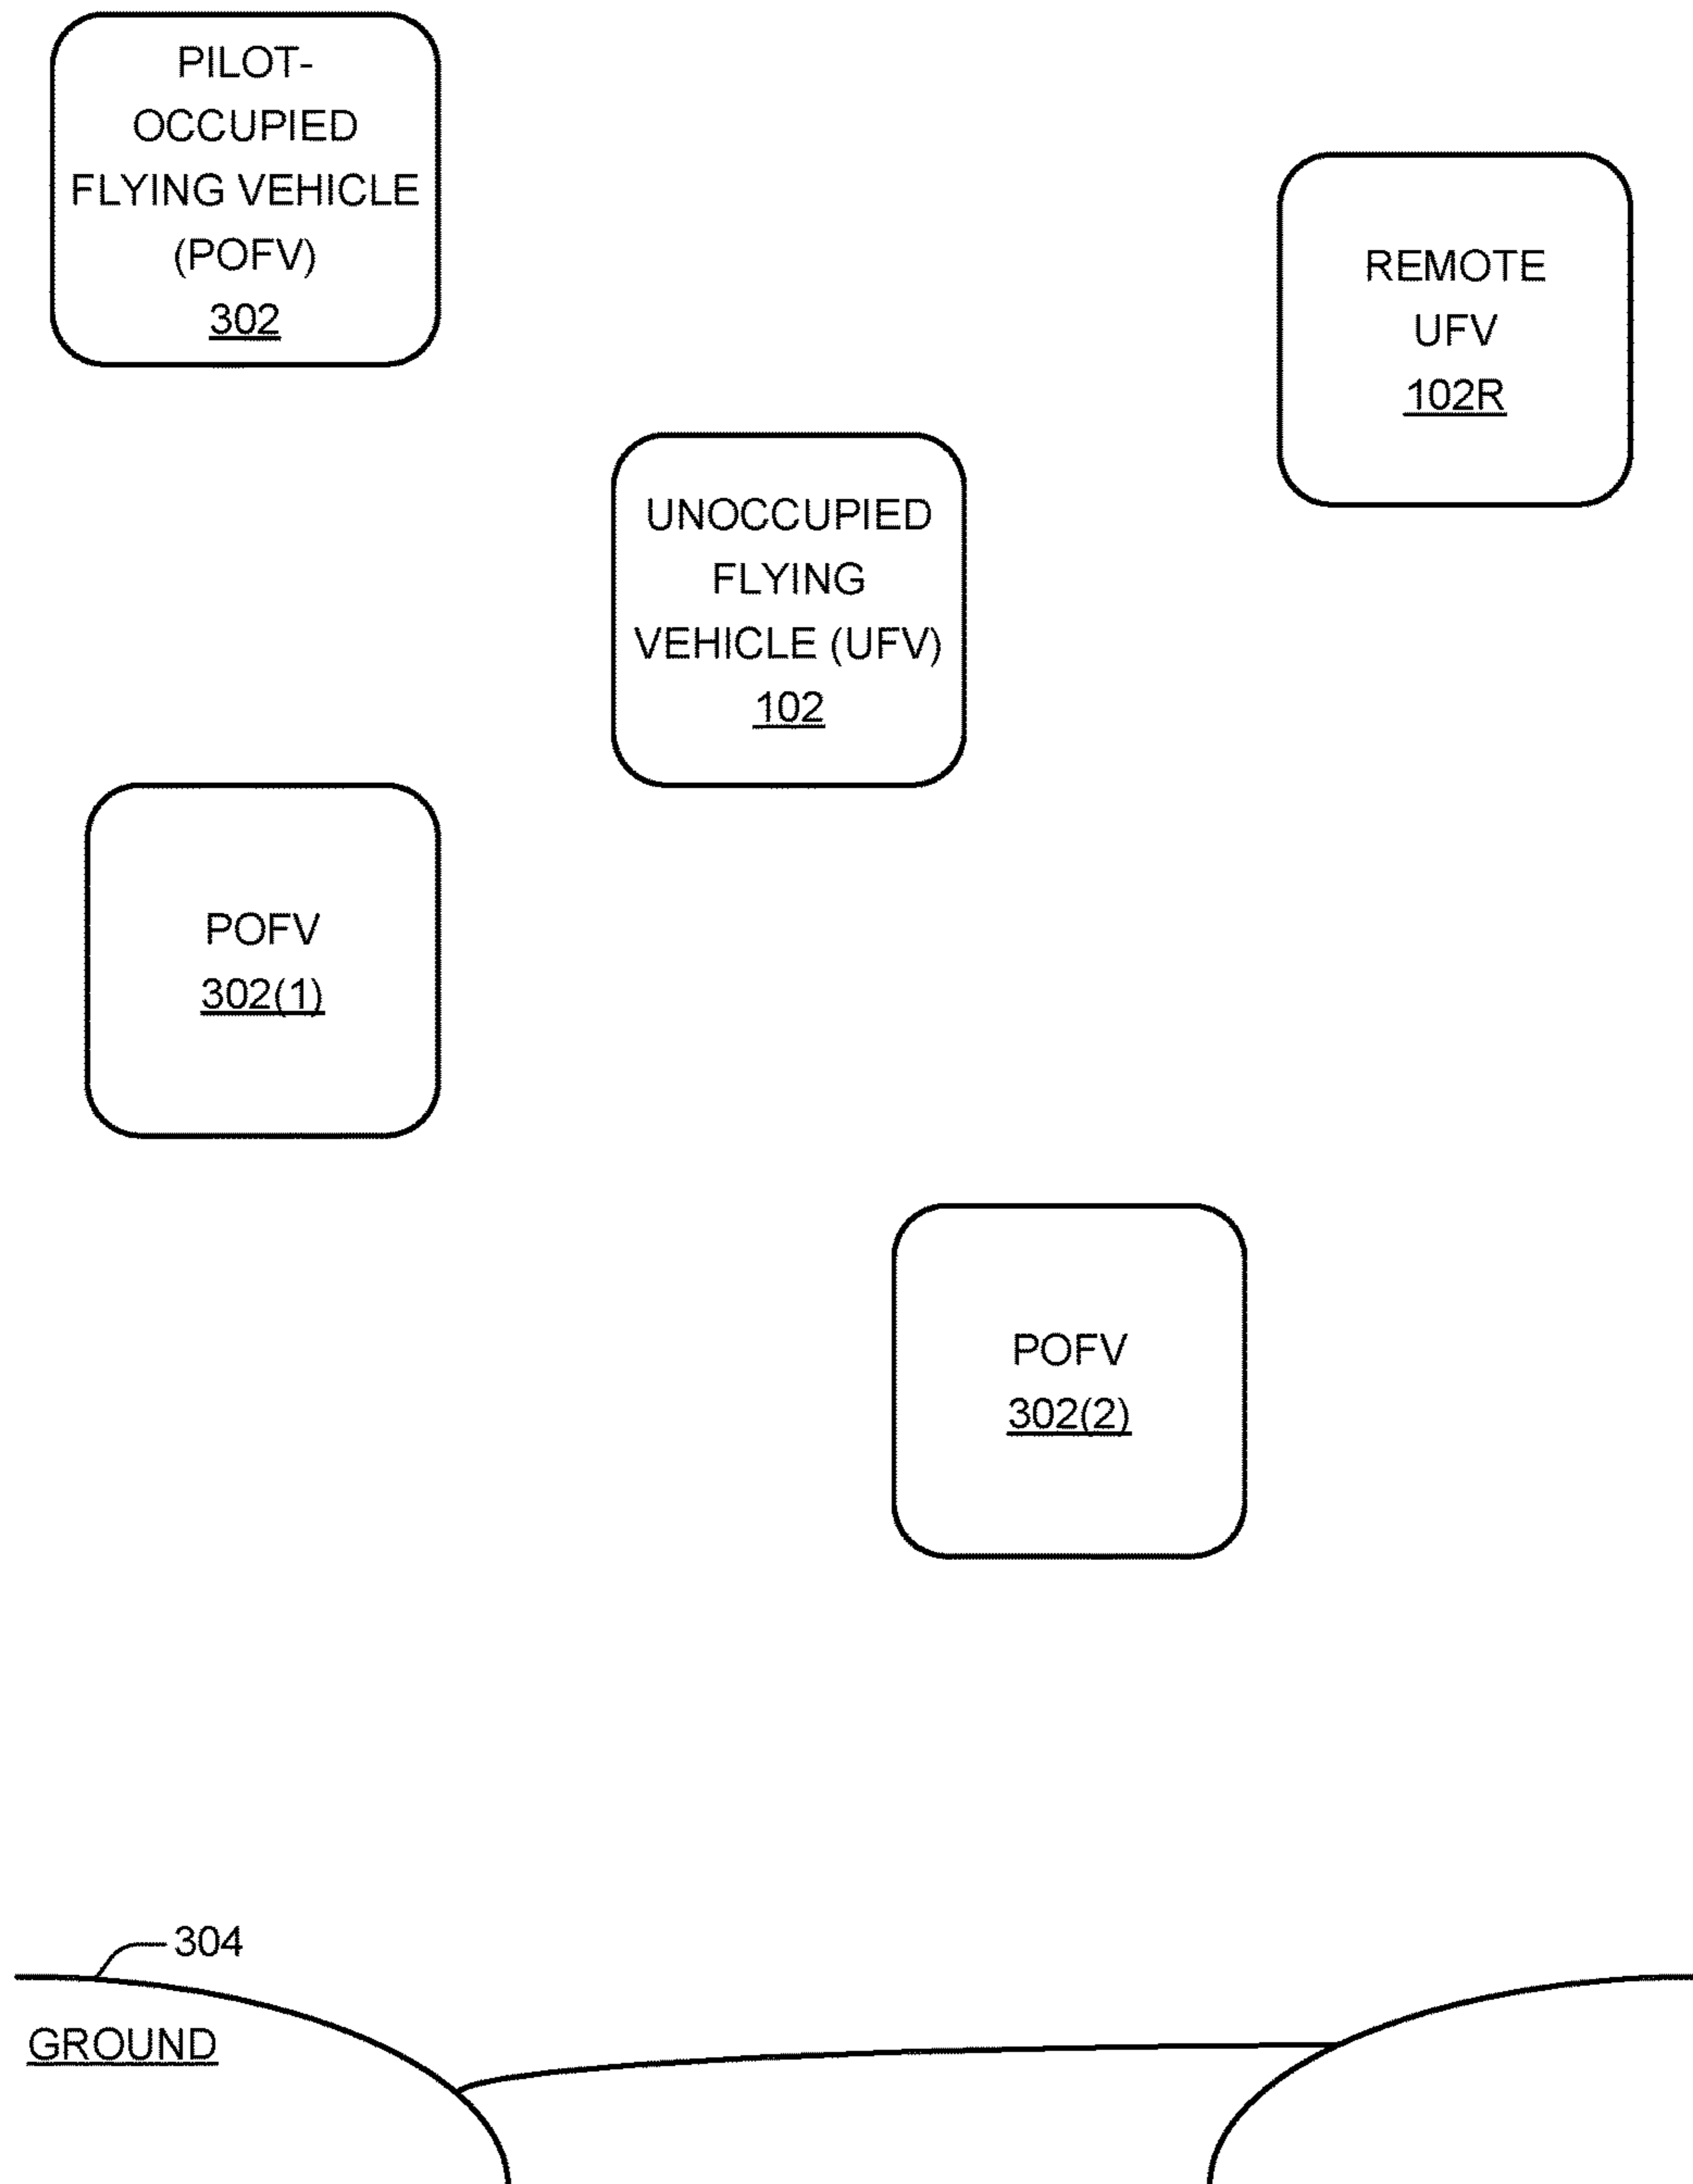 PILOT-
OCCUPIED
FLYING VEHICLE
(POFV)
302
REMOTE
UFV
102R
UNOCCUPIED
FLYING
VEHICLE (UFV)
102
POFV
302(1)
POFV
302(2)
304
GROUND